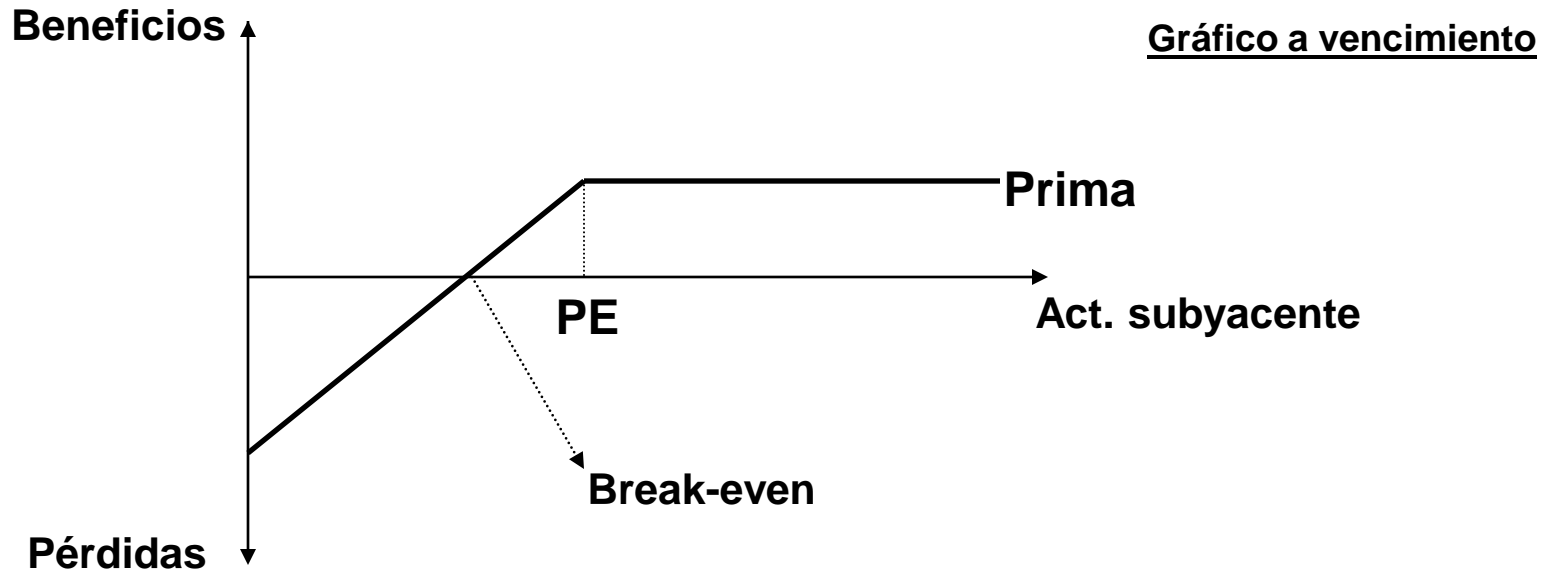 Beneficios
Gráfico a vencimiento
Prima
PE
Act. subyacente
Break-even
Pérdidas